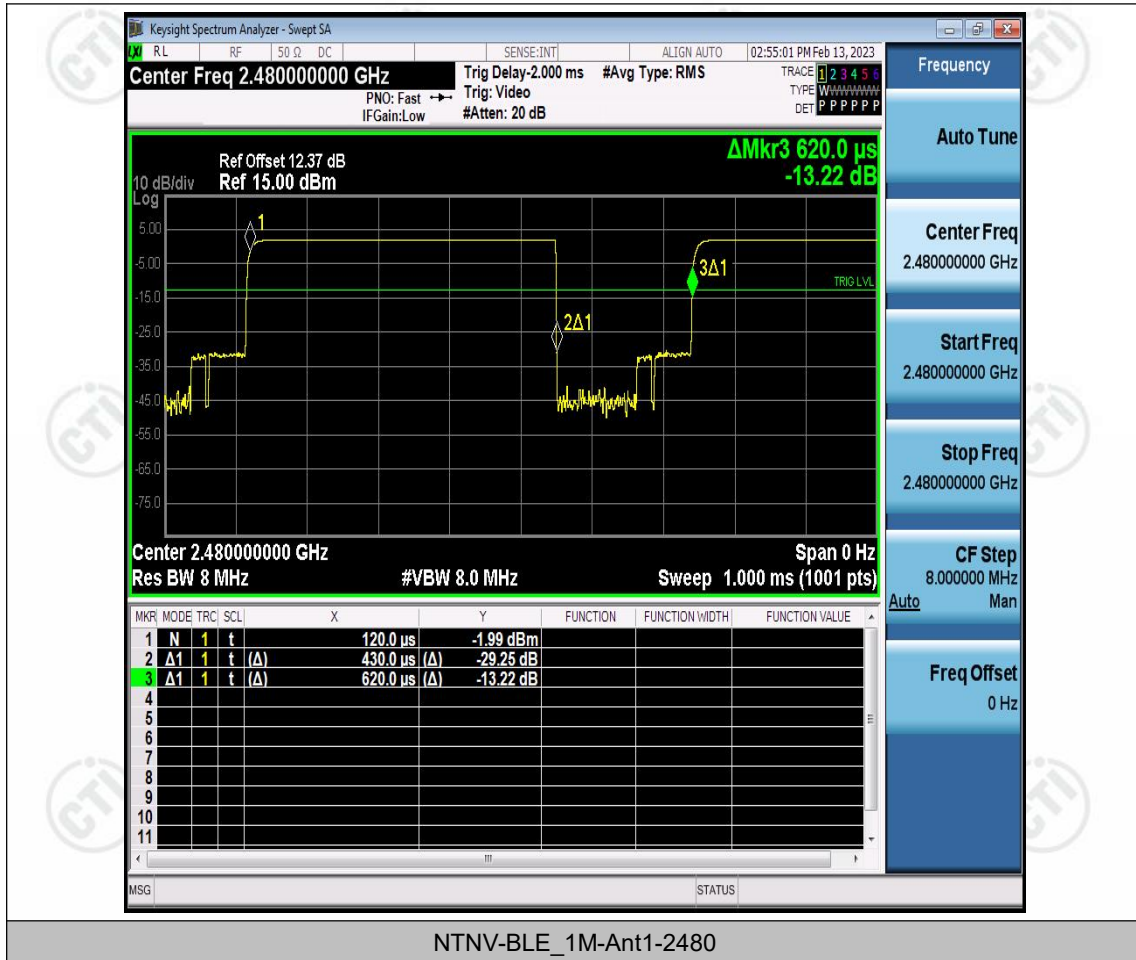 Keysight Spectrum Analyzer - Swept SA
LXI RL RF 50 Ω DC SENSE:INT ALIGN AUTO 02:55:01 PM Feb 13, 2023
Center Freq 2.480000000 GHz
PNO: Fast
IFGain:Low
Trig Delay-2.000 ms #Avg Type: RMS
Trig: Video
#Atten: 20 dB
TRACE 1 2 3 4 5 6
TYPE WWWWWW
DET P P P P P P
Frequency
Auto Tune
Center Freq
2.480000000 GHz
Start Freq
2.480000000 GHz
Stop Freq
2.480000000 GHz
CF Step
8.000000 MHz
Auto Man
Freq Offset
0 Hz
ΔMkr3 620.0 µs
-13.22 dB
Ref Offset 12.37 dB
10 dB/div Ref 15.00 dBm
Log
5.00
-5.00
-15.0
-25.0
-35.0
-45.0
-55.0
-65.0
-75.0
1
2Δ1
3Δ1
TRIG LVL
Center 2.480000000 GHz Span 0 Hz
Res BW 8 MHz #VBW 8.0 MHz Sweep 1.000 ms (1001 pts)
MKR MODE TRC SCL X Y FUNCTION FUNCTION WIDTH FUNCTION VALUE
1 N 1 t 120.0 µs -1.99 dBm
2 Δ1 1 t (Δ) 430.0 µs (Δ) -29.25 dB
3 Δ1 1 t (Δ) 620.0 µs (Δ) -13.22 dB
4
5
6
7
8
9
10
11
MSG STATUS
NTNV-BLE_1M-Ant1-2480
CTI
CTI
CTI
CTI
CTI
CTI